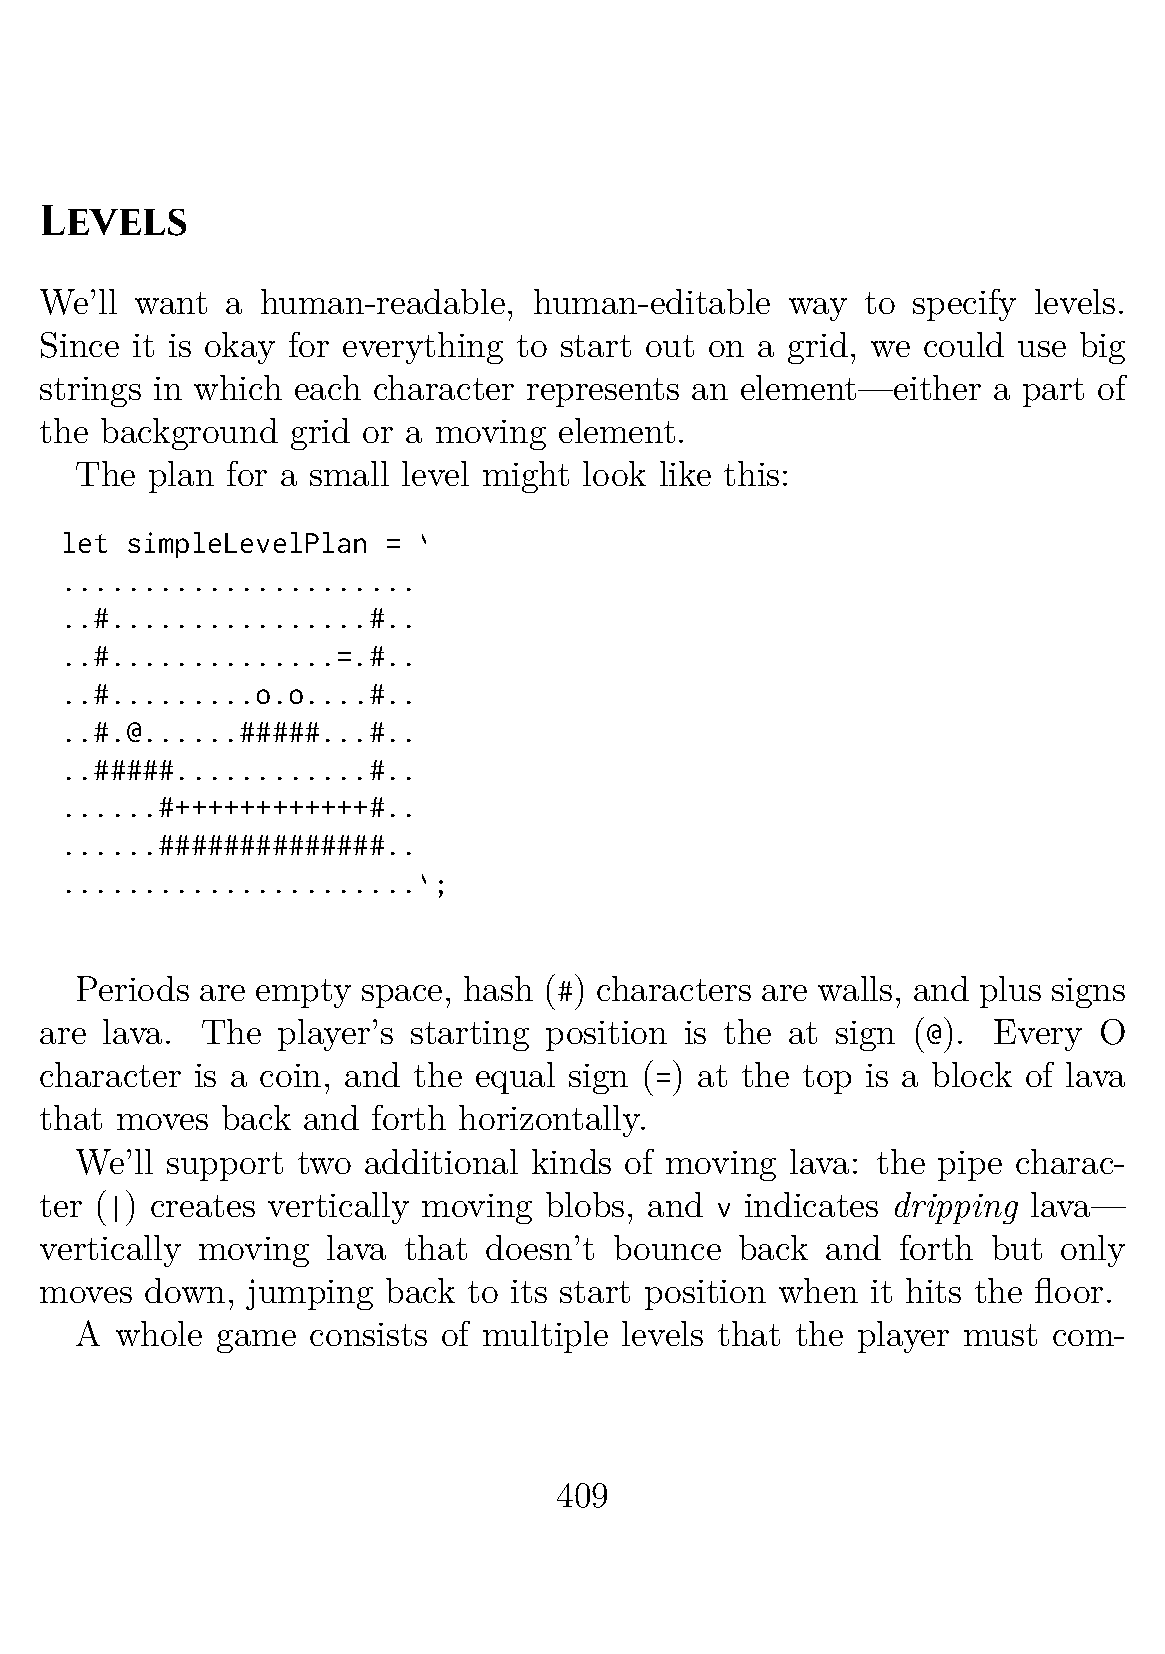 LEVELS
We'll want a human-readable, human-editable way to specify levels.
Since it is okay for everything to start out on a grid, we could use big
strings in which each character represents an element—either a part of
the background grid or a moving element.
The plan for a small level might look like this:
let simpleLevelPlan = `
......................
..#................#..
..#..............=.#..
..#.........o.o....#..
..#.@......#####...#..
..#####............#..
......#++++++++++++#..
......##############..
......................`;
Periods are empty space, hash (#) characters are walls, and plus signs
are lava. The player's starting position is the at sign (@). Every O
character is a coin, and the equal sign (=) at the top is a block of lava
that moves back and forth horizontally.
We'll support two additional kinds of moving lava: the pipe charac-
ter (|) creates vertically moving blobs, and v indicates dripping lava—
vertically moving lava that doesn't bounce back and forth but only
moves down, jumping back to its start position when it hits the floor.
A whole game consists of multiple levels that the player must com-
409